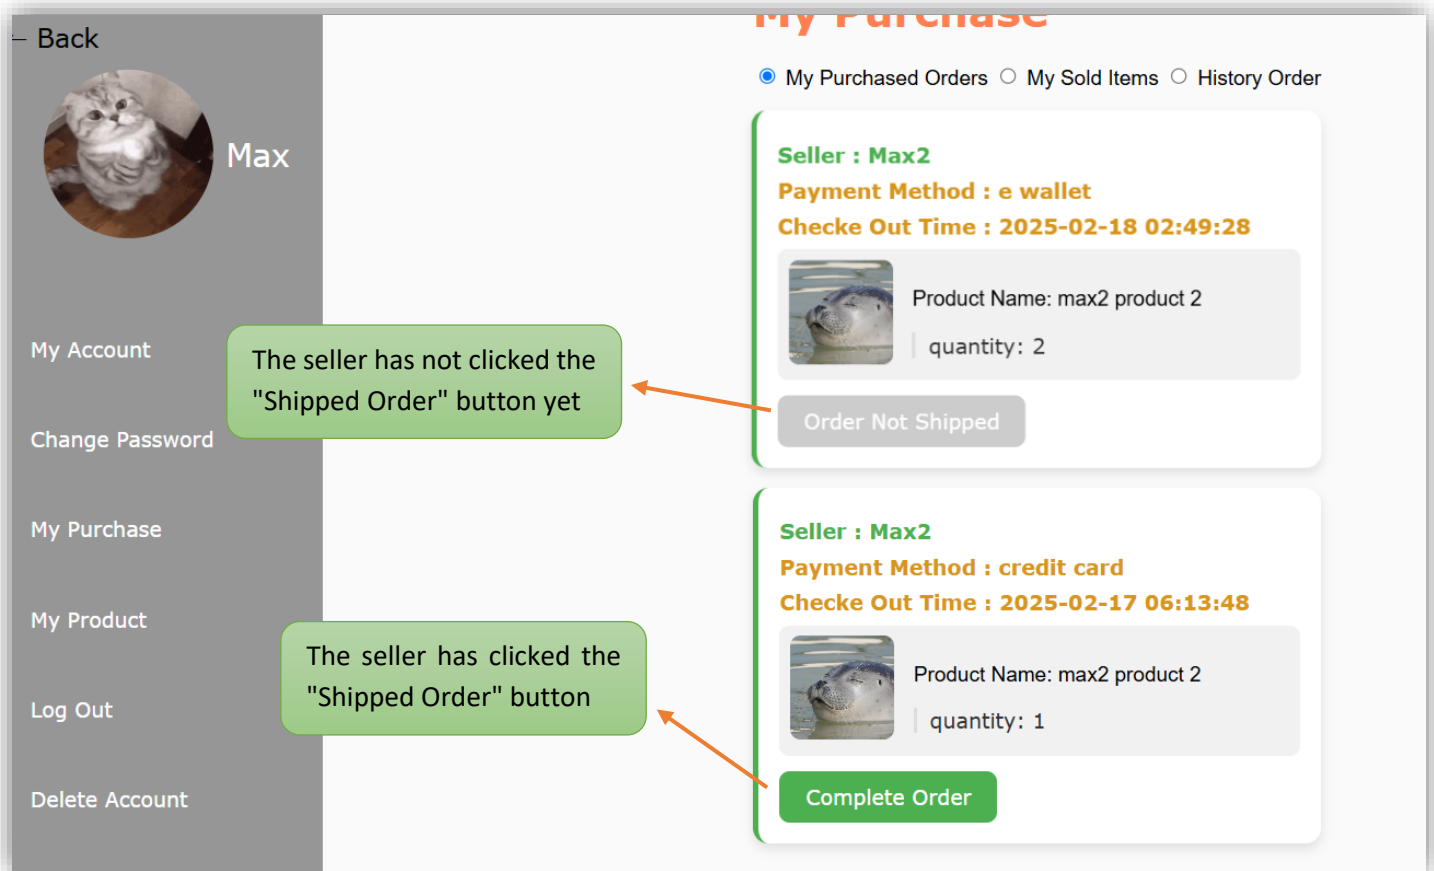 ← Back
Max
My Account
Change Password
My Purchase
My Product
Log Out
Delete Account
The seller has not clicked the
"Shipped Order" button yet
The seller has clicked the
"Shipped Order" button
My Purchase
My Purchased Orders My Sold Items History Order
Seller : Max2
Payment Method : e wallet
Checke Out Time : 2025-02-18 02:49:28
Product Name: max2 product 2
quantity: 2
Order Not Shipped
Seller : Max2
Payment Method : credit card
Checke Out Time : 2025-02-17 06:13:48
Product Name: max2 product 2
quantity: 1
Complete Order